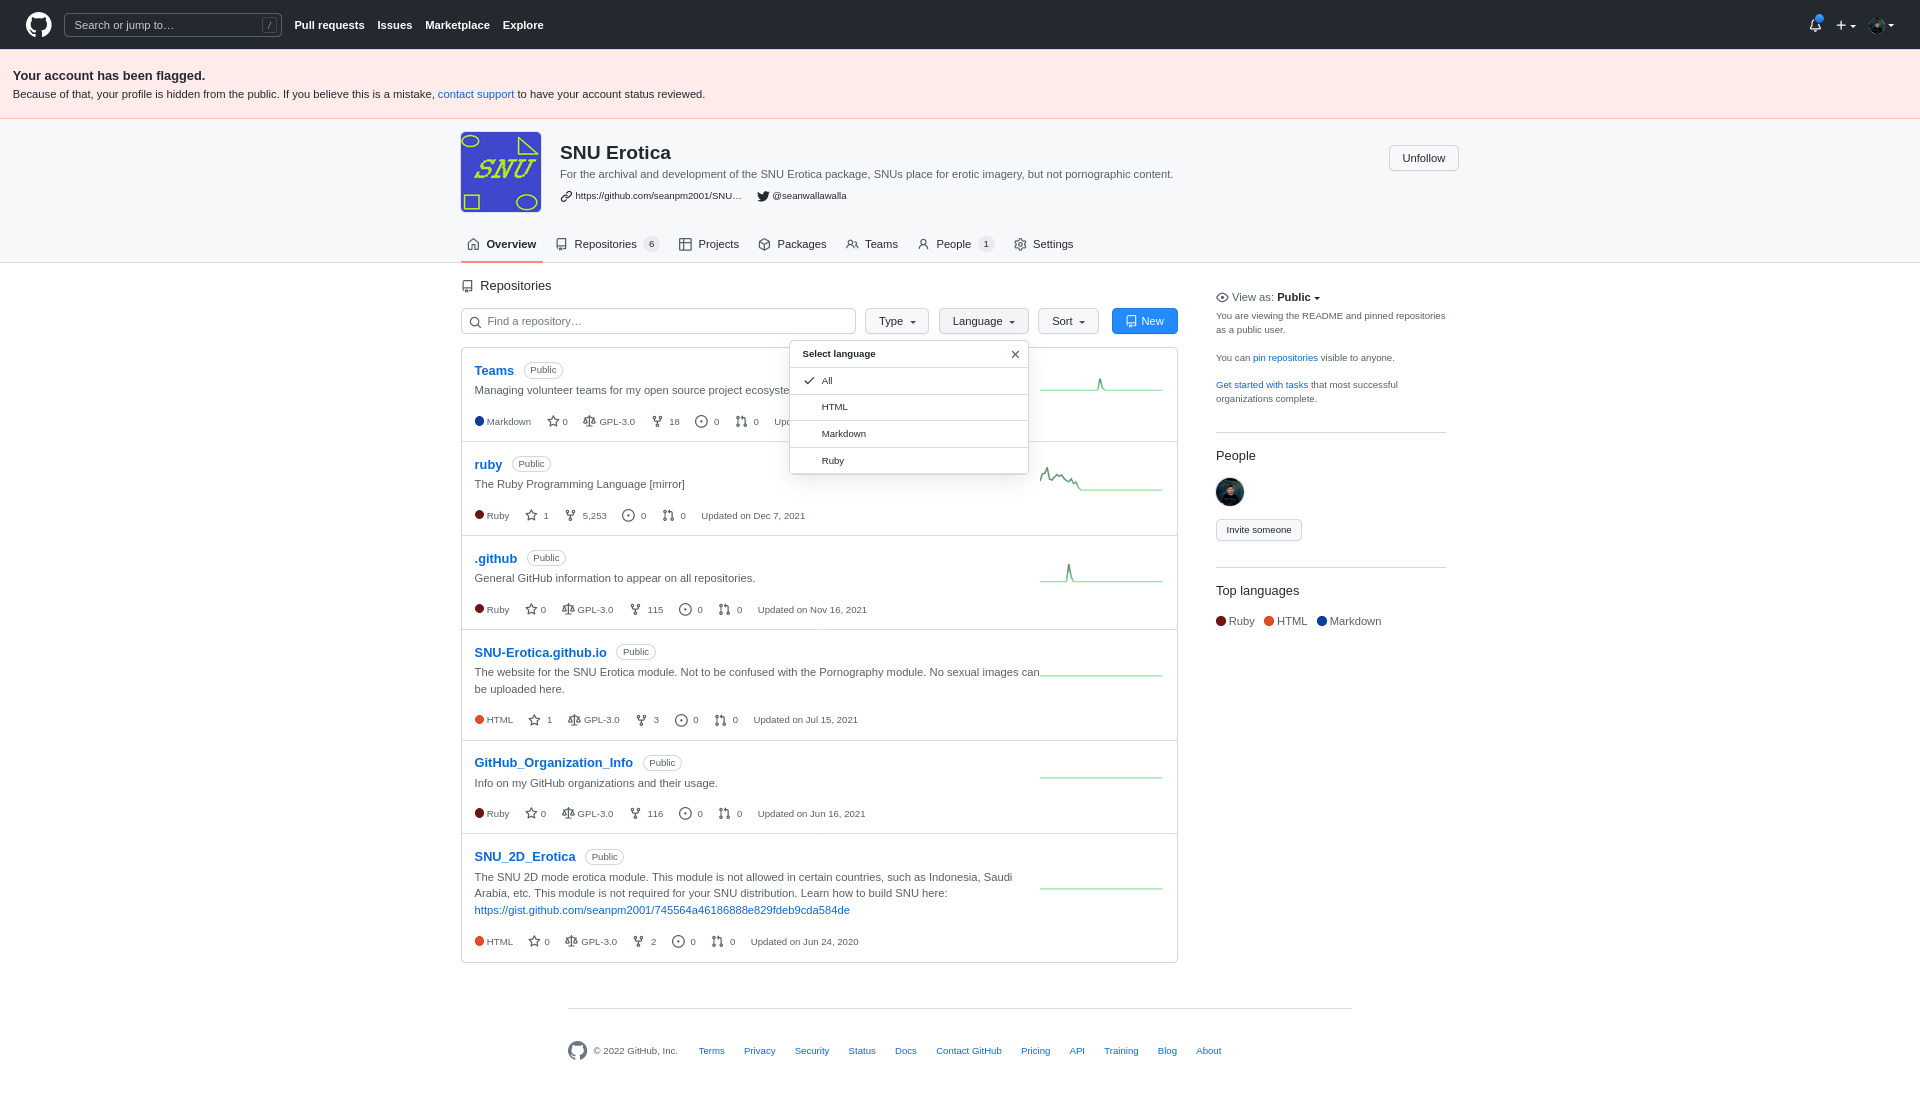 Search or jump to… /
Pull requests Issues Marketplace Explore
Your account has been flagged.
Because of that, your profile is hidden from the public. If you believe this is a mistake, contact support to have your account status reviewed.
SNU
SNU Erotica
For the archival and development of the SNU Erotica package, SNUs place for erotic imagery, but not pornographic content.
https://github.com/seanpm2001/SNU… @seanwallawalla
Unfollow
Overview Repositories 6 Projects Packages Teams People 1 Settings
Repositories
Find a repository…
Type Language Sort New
Select language
All
HTML
Markdown
Ruby
Teams Public
Managing volunteer teams for my open source project ecosyste
Markdown 0 GPL-3.0 18 0 0
ruby Public
The Ruby Programming Language [mirror]
Ruby 1 5,253 0 0 Updated on Dec 7, 2021
.github Public
General GitHub information to appear on all repositories.
Ruby 0 GPL-3.0 115 0 0 Updated on Nov 16, 2021
SNU-Erotica.github.io Public
The website for the SNU Erotica module. Not to be confused with the Pornography module. No sexual images can
be uploaded here.
HTML 1 GPL-3.0 3 0 0 Updated on Jul 15, 2021
GitHub_Organization_Info Public
Info on my GitHub organizations and their usage.
Ruby 0 GPL-3.0 116 0 0 Updated on Jun 16, 2021
SNU_2D_Erotica Public
The SNU 2D mode erotica module. This module is not allowed in certain countries, such as Indonesia, Saudi
Arabia, etc. This module is not required for your SNU distribution. Learn how to build SNU here:
https://gist.github.com/seanpm2001/745564a46186888e829fdeb9cda584de
HTML 0 GPL-3.0 2 0 0 Updated on Jun 24, 2020
View as: Public
You are viewing the README and pinned repositories
as a public user.
You can pin repositories visible to anyone.
Get started with tasks that most successful
organizations complete.
People
Invite someone
Top languages
Ruby HTML Markdown
© 2022 GitHub, Inc. Terms Privacy Security Status Docs Contact GitHub Pricing API Training Blog About